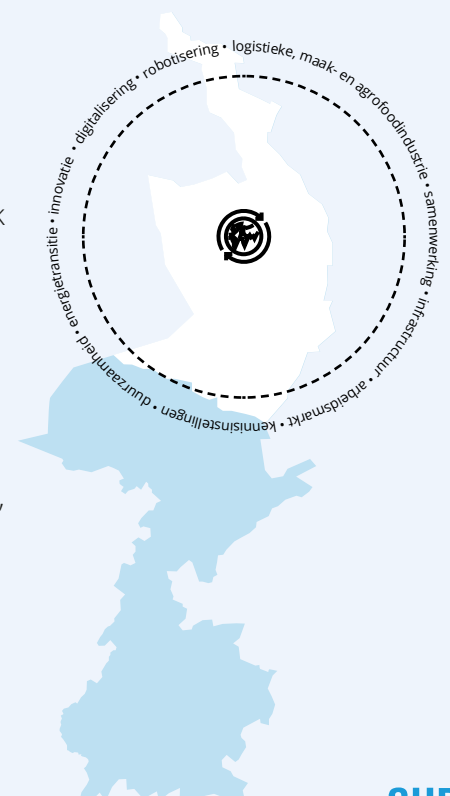 logistieke, maak- en agrofoodindustrie • samenwerking • infrastructuur • arbeidsmarkt • kennisinstellingen • duurzaamheid • energietransitie • innovatie • digitalisering • robotisering •